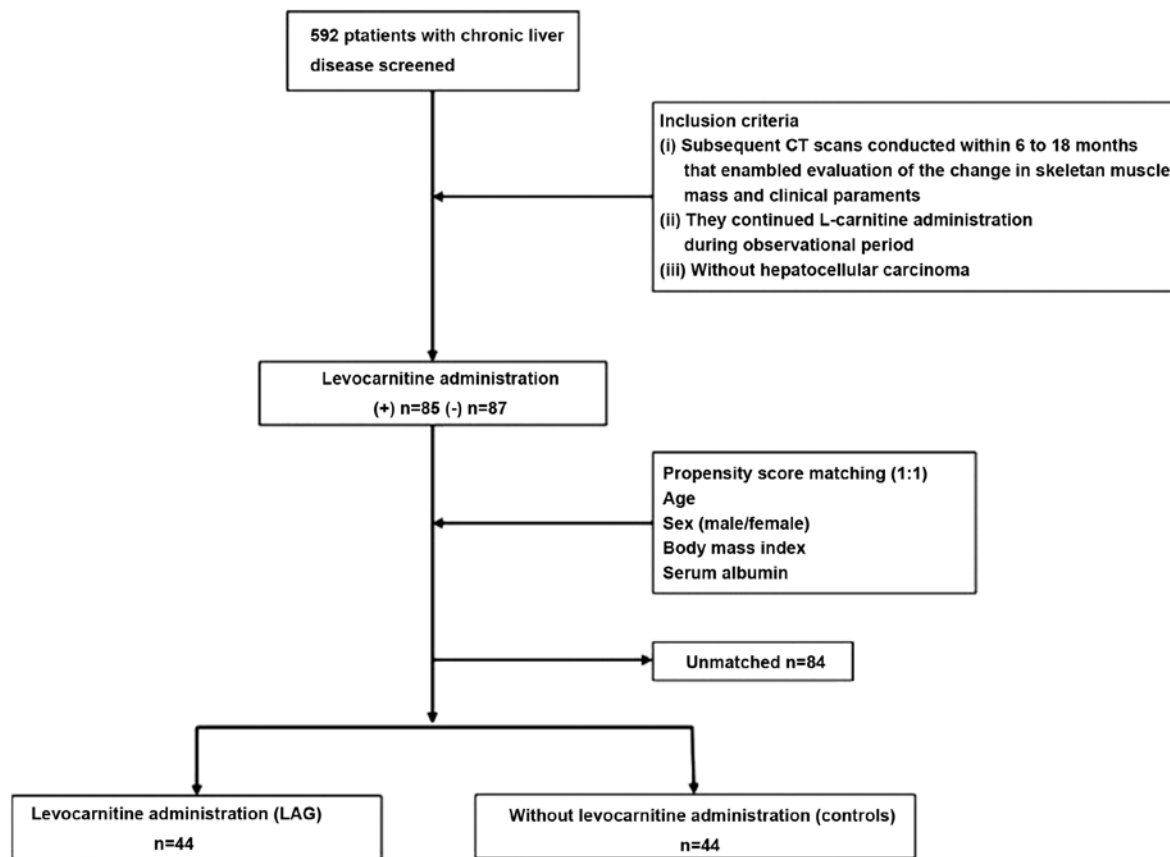 592 ptatients with chronic liver
disease screened
Inclusion criteria
(i) Subsequent CT scans conducted within 6 to 18 months
that enambled evaluation of the change in skeletan muscle
mass and clinical paraments
(ii) They continued L-carnitine administration
during observational period
(iii) Without hepatocellular carcinoma
Levocarnitine administration
(+) n=85 (-) n=87
Propensity score matching (1:1)
Age
Sex (male/female)
Body mass index
Serum albumin
Unmatched n=84
Levocarnitine administration (LAG)
n=44
Without levocarnitine administration (controls)
n=44